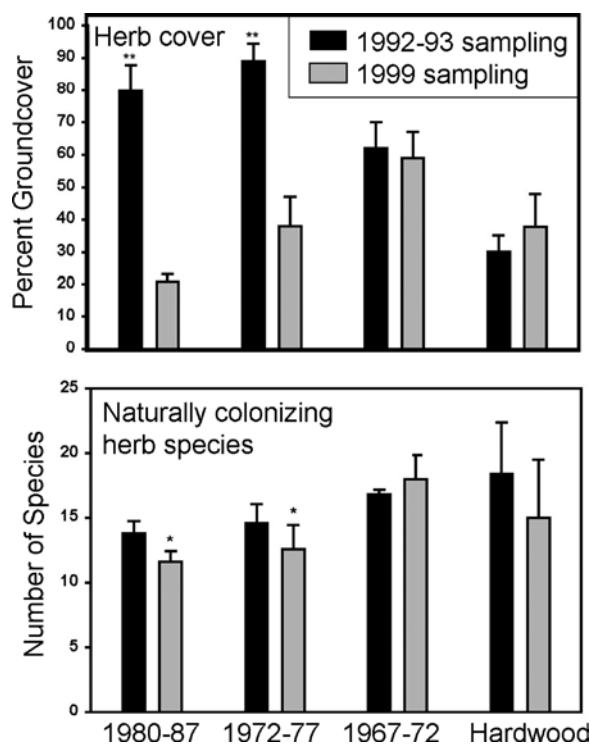 Herb cover
1992-93 sampling
1999 sampling
Percent Groundcover
100
90
80
70
60
50
40
30
20
10
0
**
**
Naturally colonizing
herb species
Number of Species
25
20
15
10
5
0
*
*
1980-87 1972-77 1967-72 Hardwood